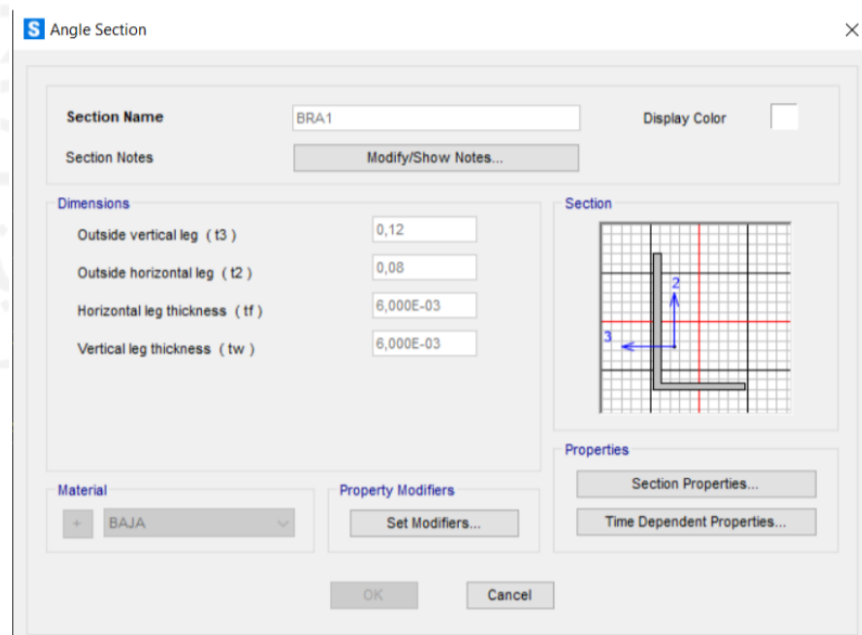 S Angle Section
Section Name BRA1 Display Color
Section Notes Modify/Show Notes...
Dimensions
Outside vertical leg ( t3 ) 0,12
Outside horizontal leg ( t2 ) 0,08
Horizontal leg thickness ( tf ) 6,000E-03
Vertical leg thickness ( tw ) 6,000E-03
Section
2
3
Properties
Section Properties...
Time Dependent Properties...
Material
+ BAJA
Property Modifiers
Set Modifiers...
OK Cancel